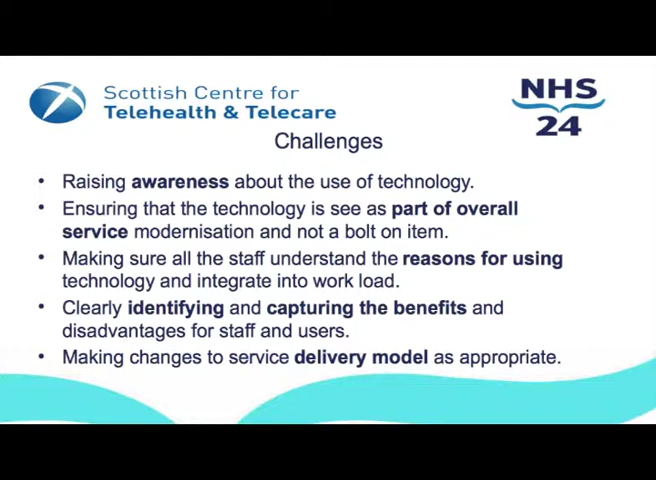 Scottish Centre for
Telehealth & Telecare
NHS
24
Challenges
• Raising awareness about the use of technology.
• Ensuring that the technology is see as part of overall
service modernisation and not a bolt on item.
• Making sure all the staff understand the reasons for using
technology and integrate into work load.
• Clearly identifying and capturing the benefits and
disadvantages for staff and users.
• Making changes to service delivery model as appropriate.